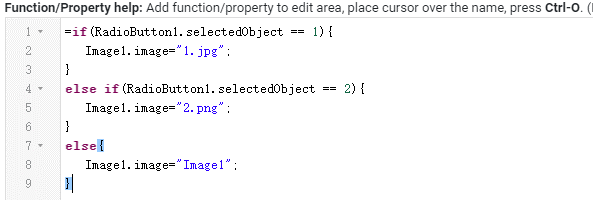 Function/Property help: Add function/property to edit area, place cursor over the name, press Ctrl-O. (
1 =if(RadioButton1.selectedObject == 1){
2 Image1.image="1.jpg";
3 }
4 else if(RadioButton1.selectedObject == 2){
5 Image1.image="2.png";
6 }
7 else{
8 Image1.image="Image1";
9 }